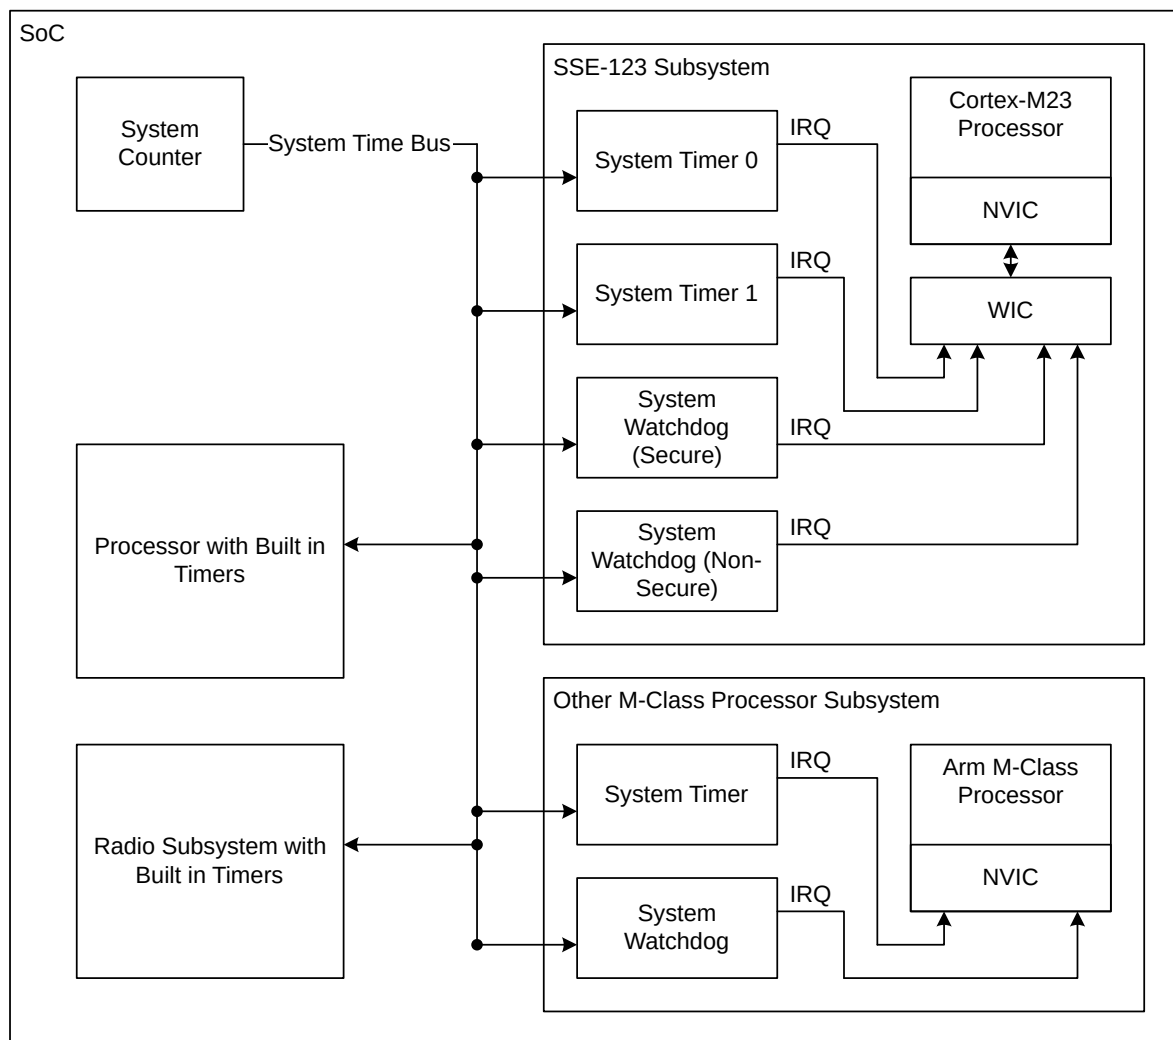 SoC
System
Counter
System Time Bus
SSE-123 Subsystem
System Timer 0
IRQ
Cortex-M23
Processor
NVIC
System Timer 1
IRQ
WIC
System
Watchdog
(Secure)
IRQ
System
Watchdog (Non-
Secure)
IRQ
Processor with Built in
Timers
Other M-Class Processor Subsystem
System Timer
IRQ
Arm M-Class
Processor
NVIC
System
Watchdog
IRQ
Radio Subsystem with
Built in Timers